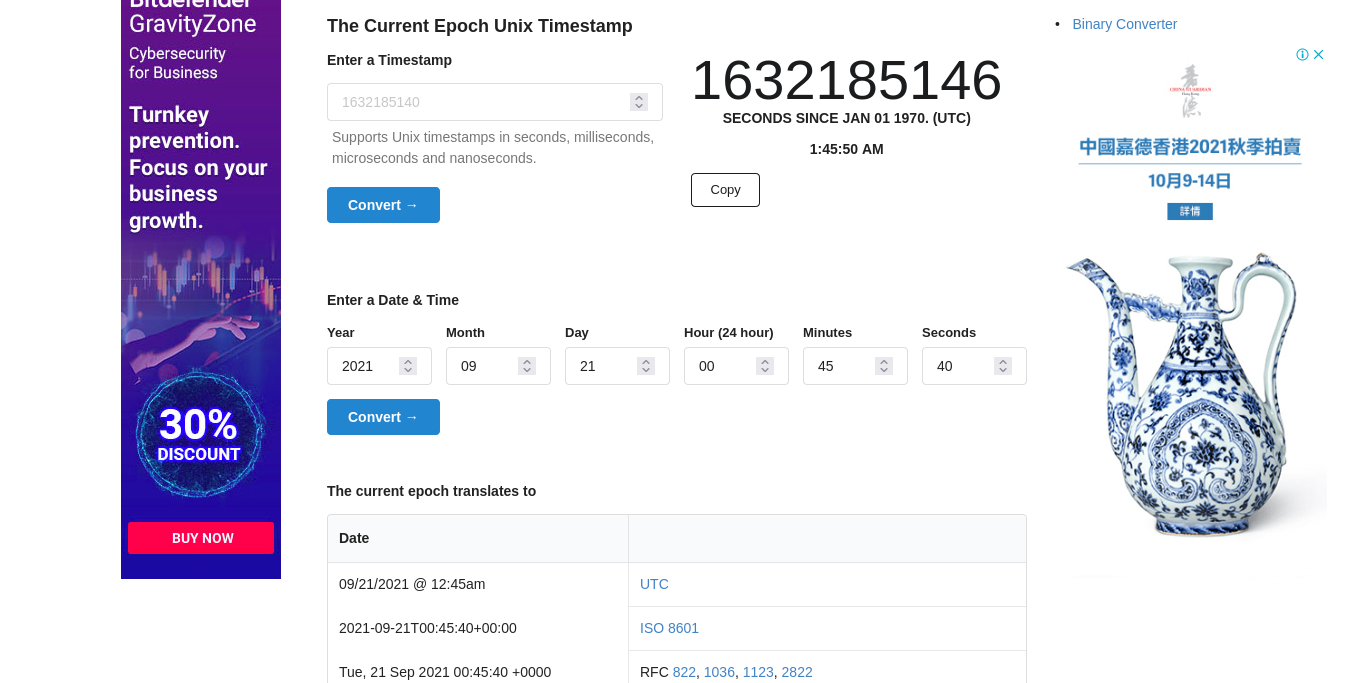 Bitdefender
GravityZone
Cybersecurity
for Business
Turnkey
prevention.
Focus on your
business
growth.
30%
DISCOUNT
BUY NOW
The Current Epoch Unix Timestamp
Enter a Timestamp
1632185140
Supports Unix timestamps in seconds, milliseconds,
microseconds and nanoseconds.
Convert →
1632185146
SECONDS SINCE JAN 01 1970. (UTC)
1:45:50 AM
Copy
Enter a Date & Time
Year Month Day Hour (24 hour) Minutes Seconds
2021 09 21 00 45 40
Convert →
The current epoch translates to
Date
09/21/2021 @ 12:45am UTC
2021-09-21T00:45:40+00:00 ISO 8601
Tue, 21 Sep 2021 00:45:40 +0000 RFC 822, 1036, 1123, 2822
• Binary Converter
嘉
CHINA GUARDIAN
Hong Kong
德
中國嘉德香港2021秋季拍賣
10月9-14日
詳情